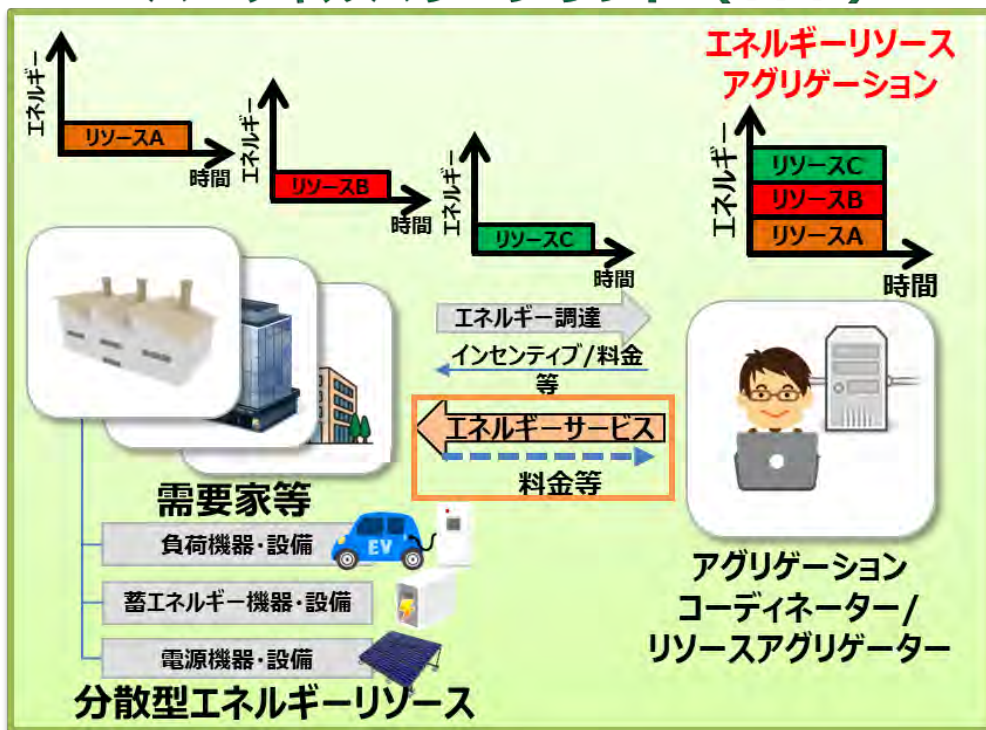 エネルギーリソース
アグリゲーション
エネルギー
リソースA
時間
エネルギー
リソースB
時間
エネルギー
リソースC
時間
エネルギー
リソースC
リソースB
リソースA
時間
エネルギー調達
インセンティブ/料金
等
エネルギーサービス
料金等
需要家等
負荷機器・設備
EV
蓄エネルギー機器・設備
電源機器・設備
分散型エネルギーリソース
アグリゲーション
コーディネーター/
リソースアグリゲーター